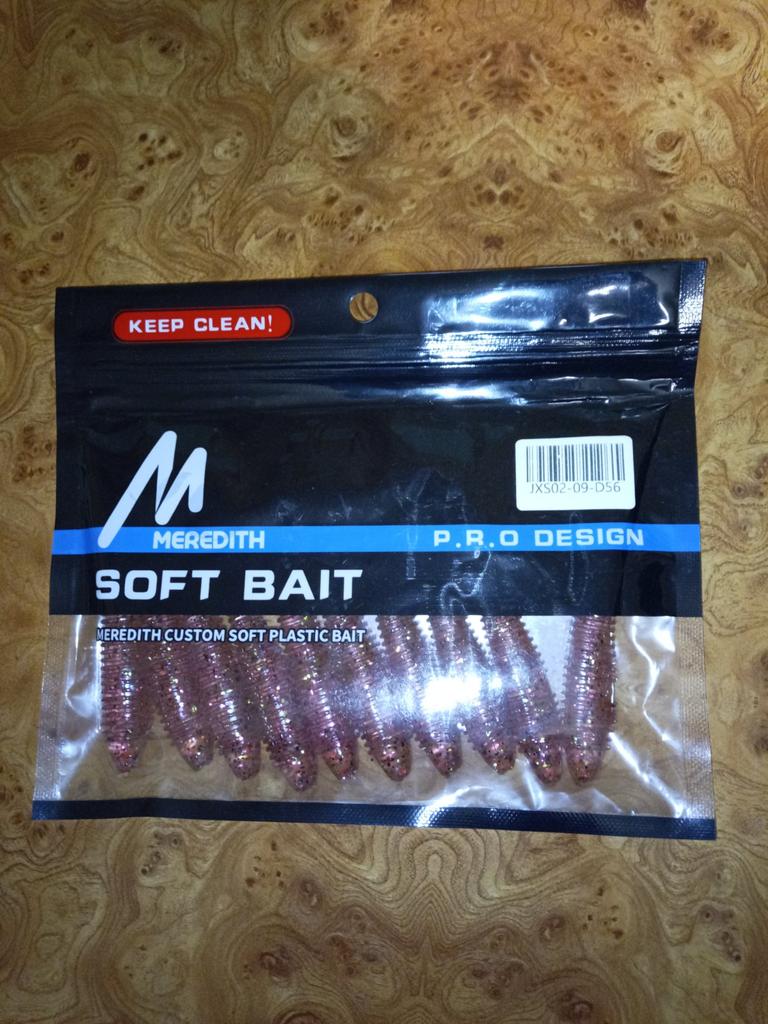 KEEP CLEAN!
JXS02-09-D56
MEREDITH
P.R.O DESIGN
SOFT BAIT
MEREDITH CUSTOM SOFT PLASTIC BAIT